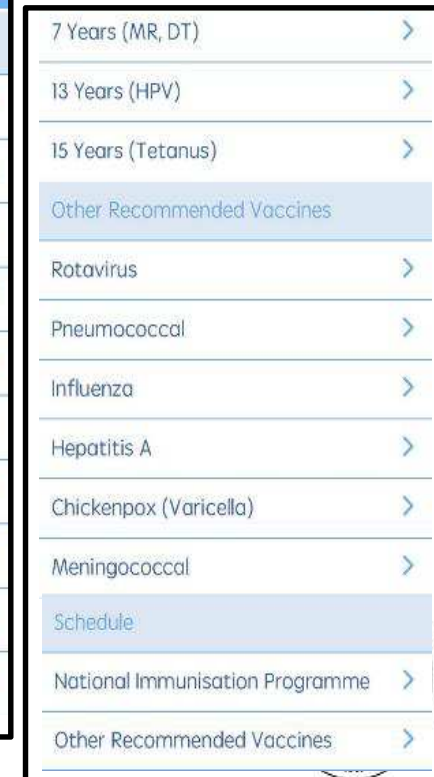 7 Years (MR, DT)
13 Years (HPV)
15 Years (Tetanus)
Other Recommended Vaccines
Rotavirus
Pneumococcal
Influenza
Hepatitis A
Chickenpox (Varicella)
Meningococcal
Schedule
National Immunisation Programme
Other Recommended Vaccines